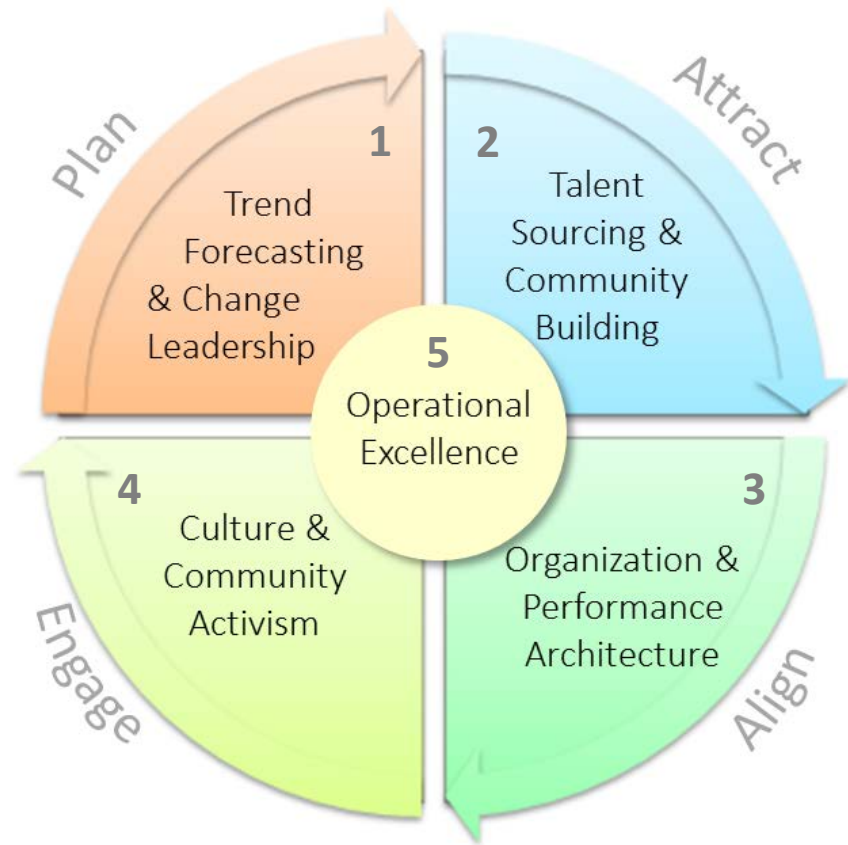 Plan
1
Trend
Forecasting
& Change
Leadership
Attract
2
Talent
Sourcing &
Community
Building
5
Operational
Excellence
4
Culture &
Community
Activism
Engage
3
Organization &
Performance
Architecture
Align